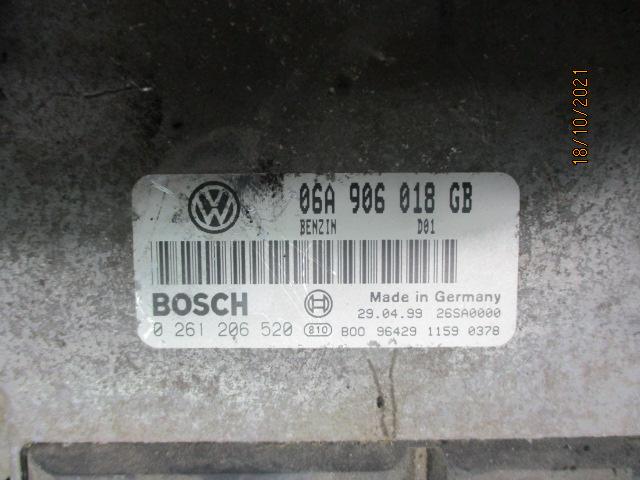 06A 906 018 GB
BENZIN D01
BOSCH
Made in Germany
29.04.99 26SA0000
0 261 206 520 810 B00 96429 1159 0378
18/10/2021